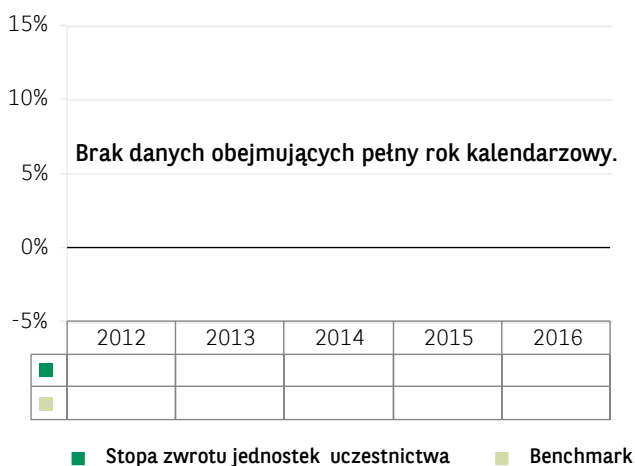 15%
10%
Brak danych obejmujących pełny rok kalendarzowy.
5%
0%
-5%
2012 2013 2014 2015 2016
Stopa zwrotu jednostek uczestnictwa Benchmark